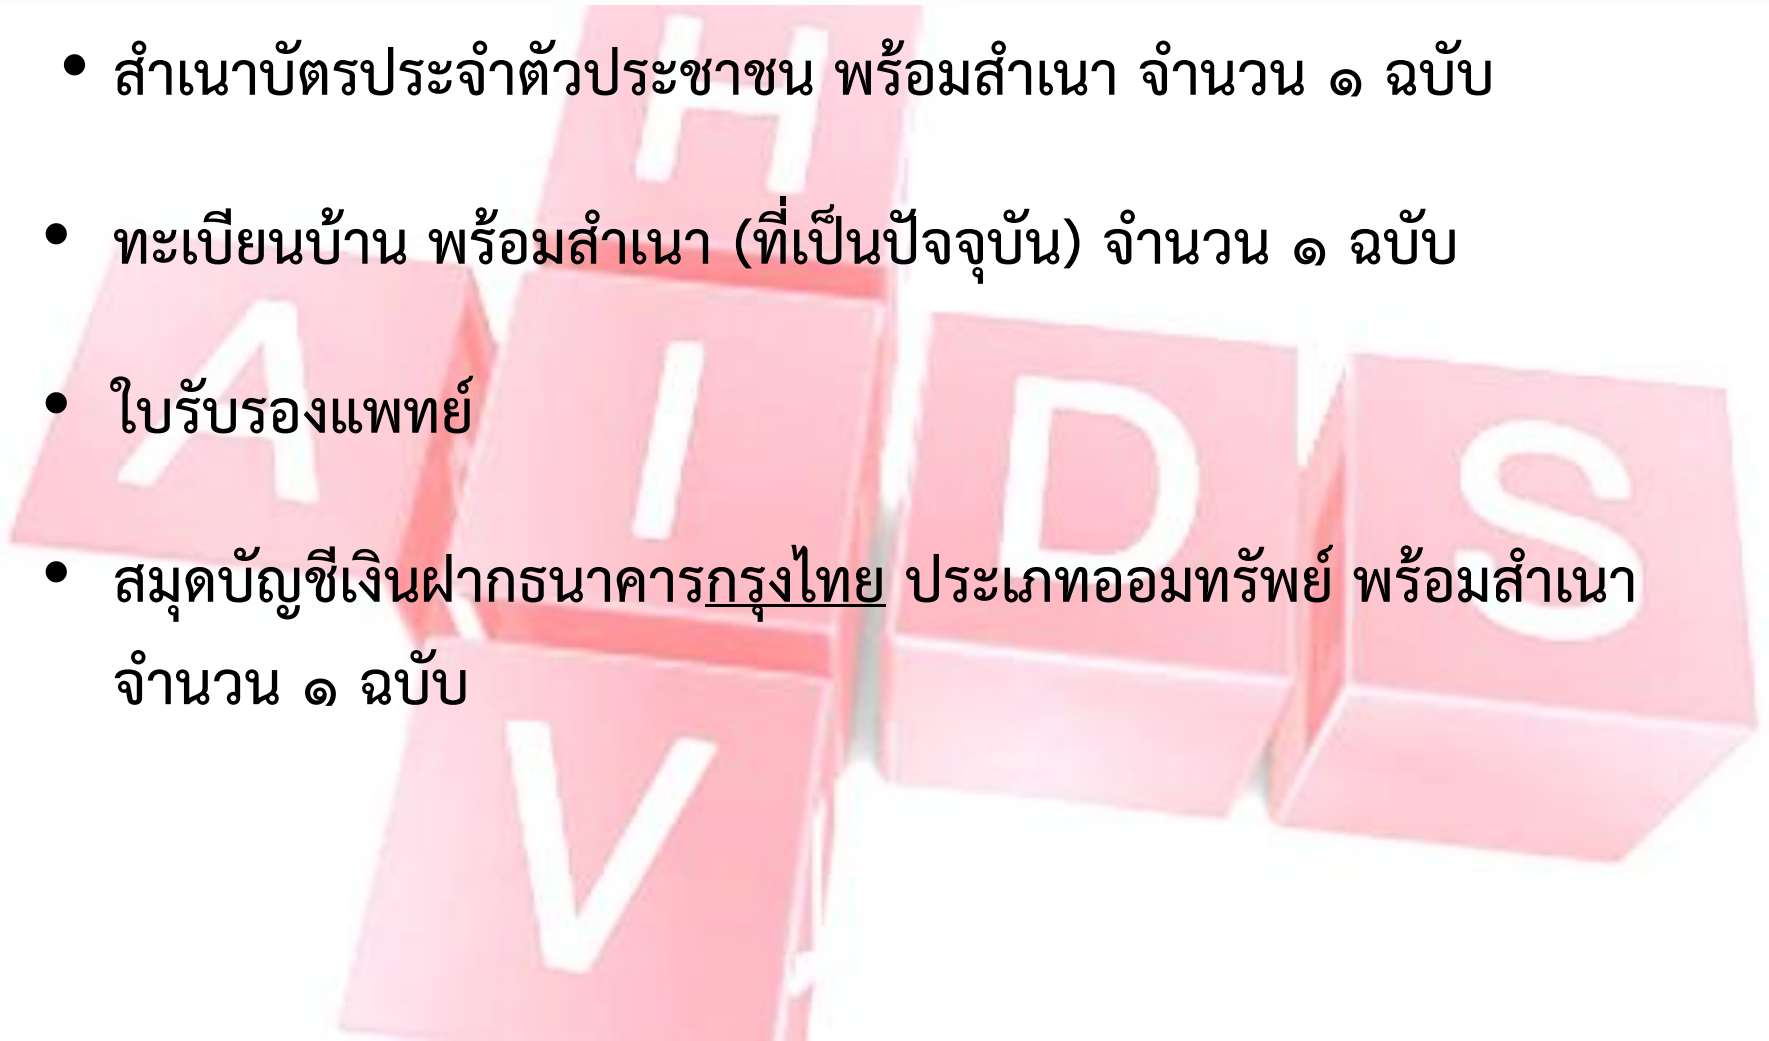 • สำเนาบัตรประจำตัวประชาชน พร้อมสำเนา จำนวน ๑ ฉบับ
• ทะเบียนบ้าน พร้อมสำเนา (ที่เป็นปัจจุบัน) จำนวน ๑ ฉบับ
• ใบรับรองแพทย์
• สมุดบัญชีเงินฝากธนาคารกรุงไทย ประเภทออมทรัพย์ พร้อมสำเนา
จำนวน ๑ ฉบับ
H
A I D S
V